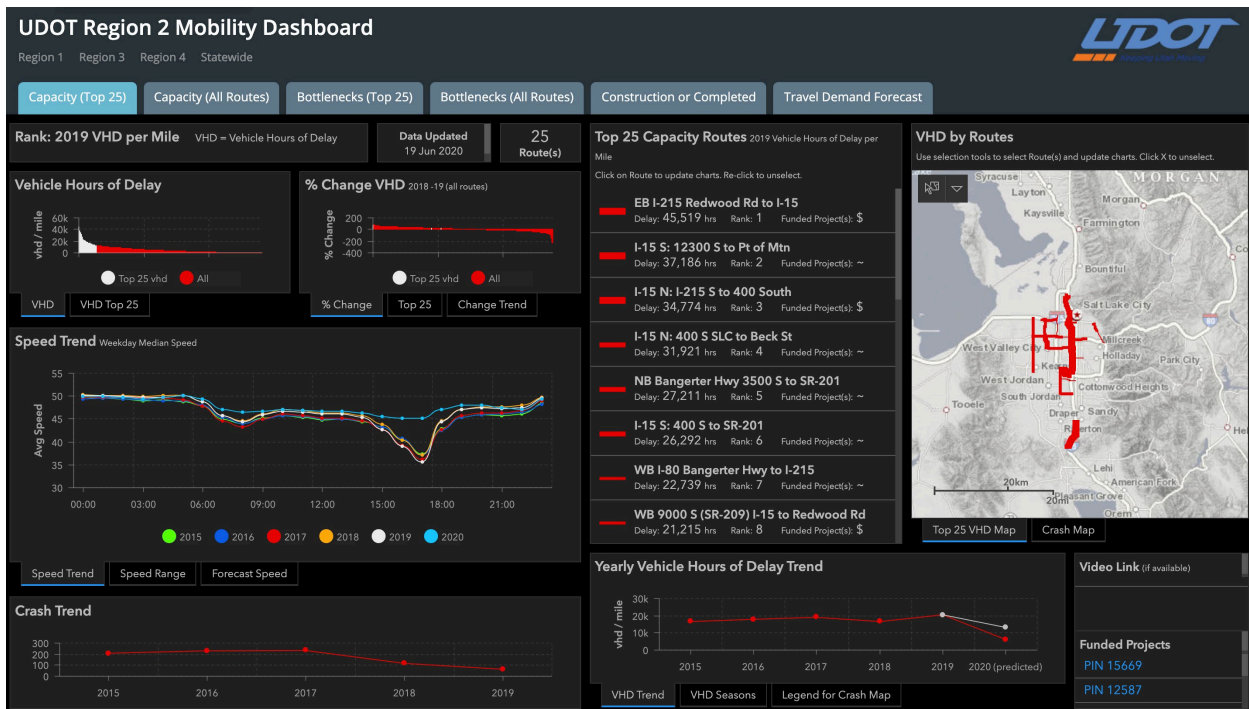 UDOT Region 2 Mobility Dashboard
Region 1 Region 3 Region 4 Statewide
UDOT
Keeping Utah Moving
Capacity (Top 25) Capacity (All Routes) Bottlenecks (Top 25) Bottlenecks (All Routes) Construction or Completed Travel Demand Forecast
Rank: 2019 VHD per Mile VHD = Vehicle Hours of Delay
Data Updated
19 Jun 2020
25
Route(s)
Vehicle Hours of Delay
vhd / mile
60k
40k
20k
0
Top 25 vhd All
VHD VHD Top 25
% Change VHD 2018 -19 (all routes)
% Change
200
0
-200
-400
Top 25 vhd All
% Change Top 25 Change Trend
Speed Trend Weekday Median Speed
Avg Speed
55
50
45
40
35
30
00:00 03:00 06:00 09:00 12:00 15:00 18:00 21:00
2015 2016 2017 2018 2019 2020
Speed Trend Speed Range Forecast Speed
Crash Trend
300
200
100
0
2015 2016 2017 2018 2019
Top 25 Capacity Routes 2019 Vehicle Hours of Delay per
Mile
Click on Route to update charts. Re-click to unselect.
EB I-215 Redwood Rd to I-15
Delay: 45,519 hrs Rank: 1 Funded Project(s): $
I-15 S: 12300 S to Pt of Mtn
Delay: 37,186 hrs Rank: 2 Funded Project(s): ~
I-15 N: I-215 S to 400 South
Delay: 34,774 hrs Rank: 3 Funded Project(s): $
I-15 N: 400 S SLC to Beck St
Delay: 31,921 hrs Rank: 4 Funded Project(s): ~
NB Bangerter Hwy 3500 S to SR-201
Delay: 27,211 hrs Rank: 5 Funded Project(s): ~
I-15 S: 400 S to SR-201
Delay: 26,292 hrs Rank: 6 Funded Project(s): ~
WB I-80 Bangerter Hwy to I-215
Delay: 22,739 hrs Rank: 7 Funded Project(s): ~
WB 9000 S (SR-209) I-15 to Redwood Rd
Delay: 21,215 hrs Rank: 8 Funded Project(s): $
VHD by Routes
Use selection tools to select Route(s) and update charts. Click X to unselect.
Syracuse
MORGAN
Layton
Morgan
Kaysville
Farmington
Co
Bountiful
Salt Lake City
80
Millcreek
West Valley City
Holladay
Park City
Kearns
West Jordan
Cottonwood Heights
South Jordan
Tooele
Draper
Sandy
Riverton
He
Lehi
American Fork
20km
20mi
Pleasant Grove
Orem
Top 25 VHD Map Crash Map
Yearly Vehicle Hours of Delay Trend
vhd / mile
30k
20k
10k
0
2015 2016 2017 2018 2019 2020 (predicted)
VHD Trend VHD Seasons Legend for Crash Map
Video Link (if available)
Funded Projects
PIN 15669
PIN 12587